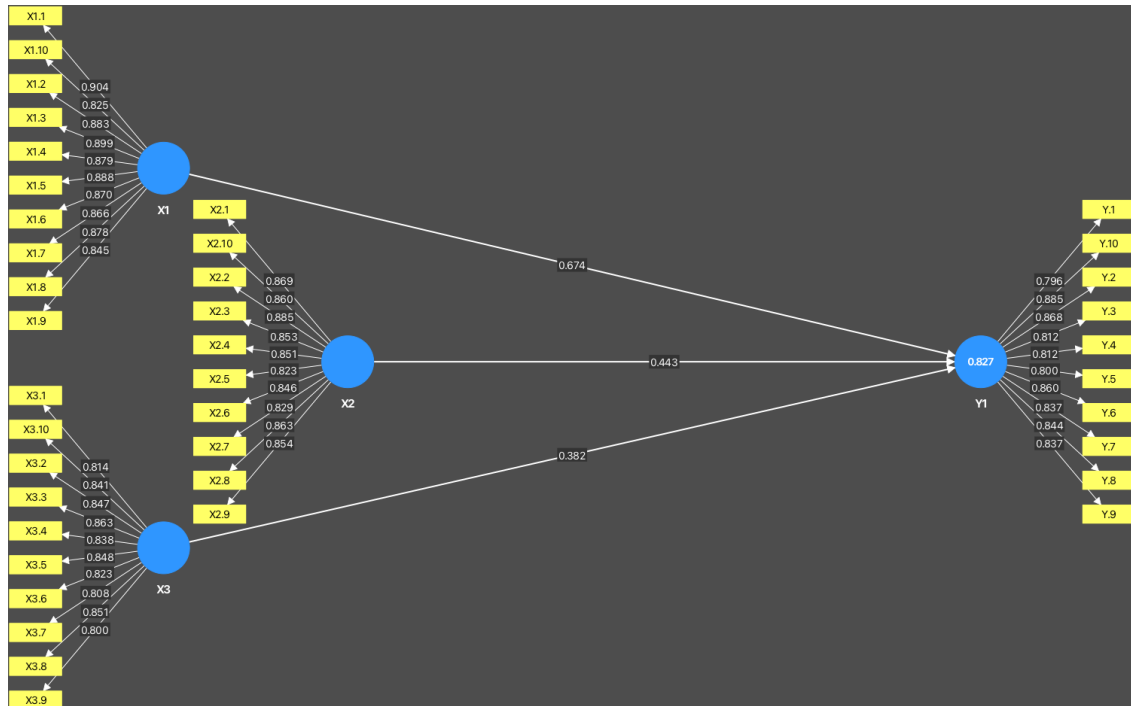 X1.1
X1.10
X1.2
X1.3
X1.4
X1.5
X1.6
X1.7
X1.8
X1.9
0.904
0.825
0.883
0.899
0.879
0.888
0.870
0.866
0.878
0.845
X1
X2.1
X2.10
X2.2
X2.3
X2.4
X2.5
X2.6
X2.7
X2.8
X2.9
0.869
0.860
0.885
0.853
0.851
0.823
0.846
0.829
0.863
0.854
X2
X3.1
X3.10
X3.2
X3.3
X3.4
X3.5
X3.6
X3.7
X3.8
X3.9
0.814
0.841
0.847
0.863
0.838
0.848
0.823
0.808
0.851
0.800
X3
0.674
0.443
0.382
0.827
Y1
0.796
0.885
0.868
0.812
0.812
0.800
0.860
0.837
0.844
0.837
Y.1
Y.10
Y.2
Y.3
Y.4
Y.5
Y.6
Y.7
Y.8
Y.9